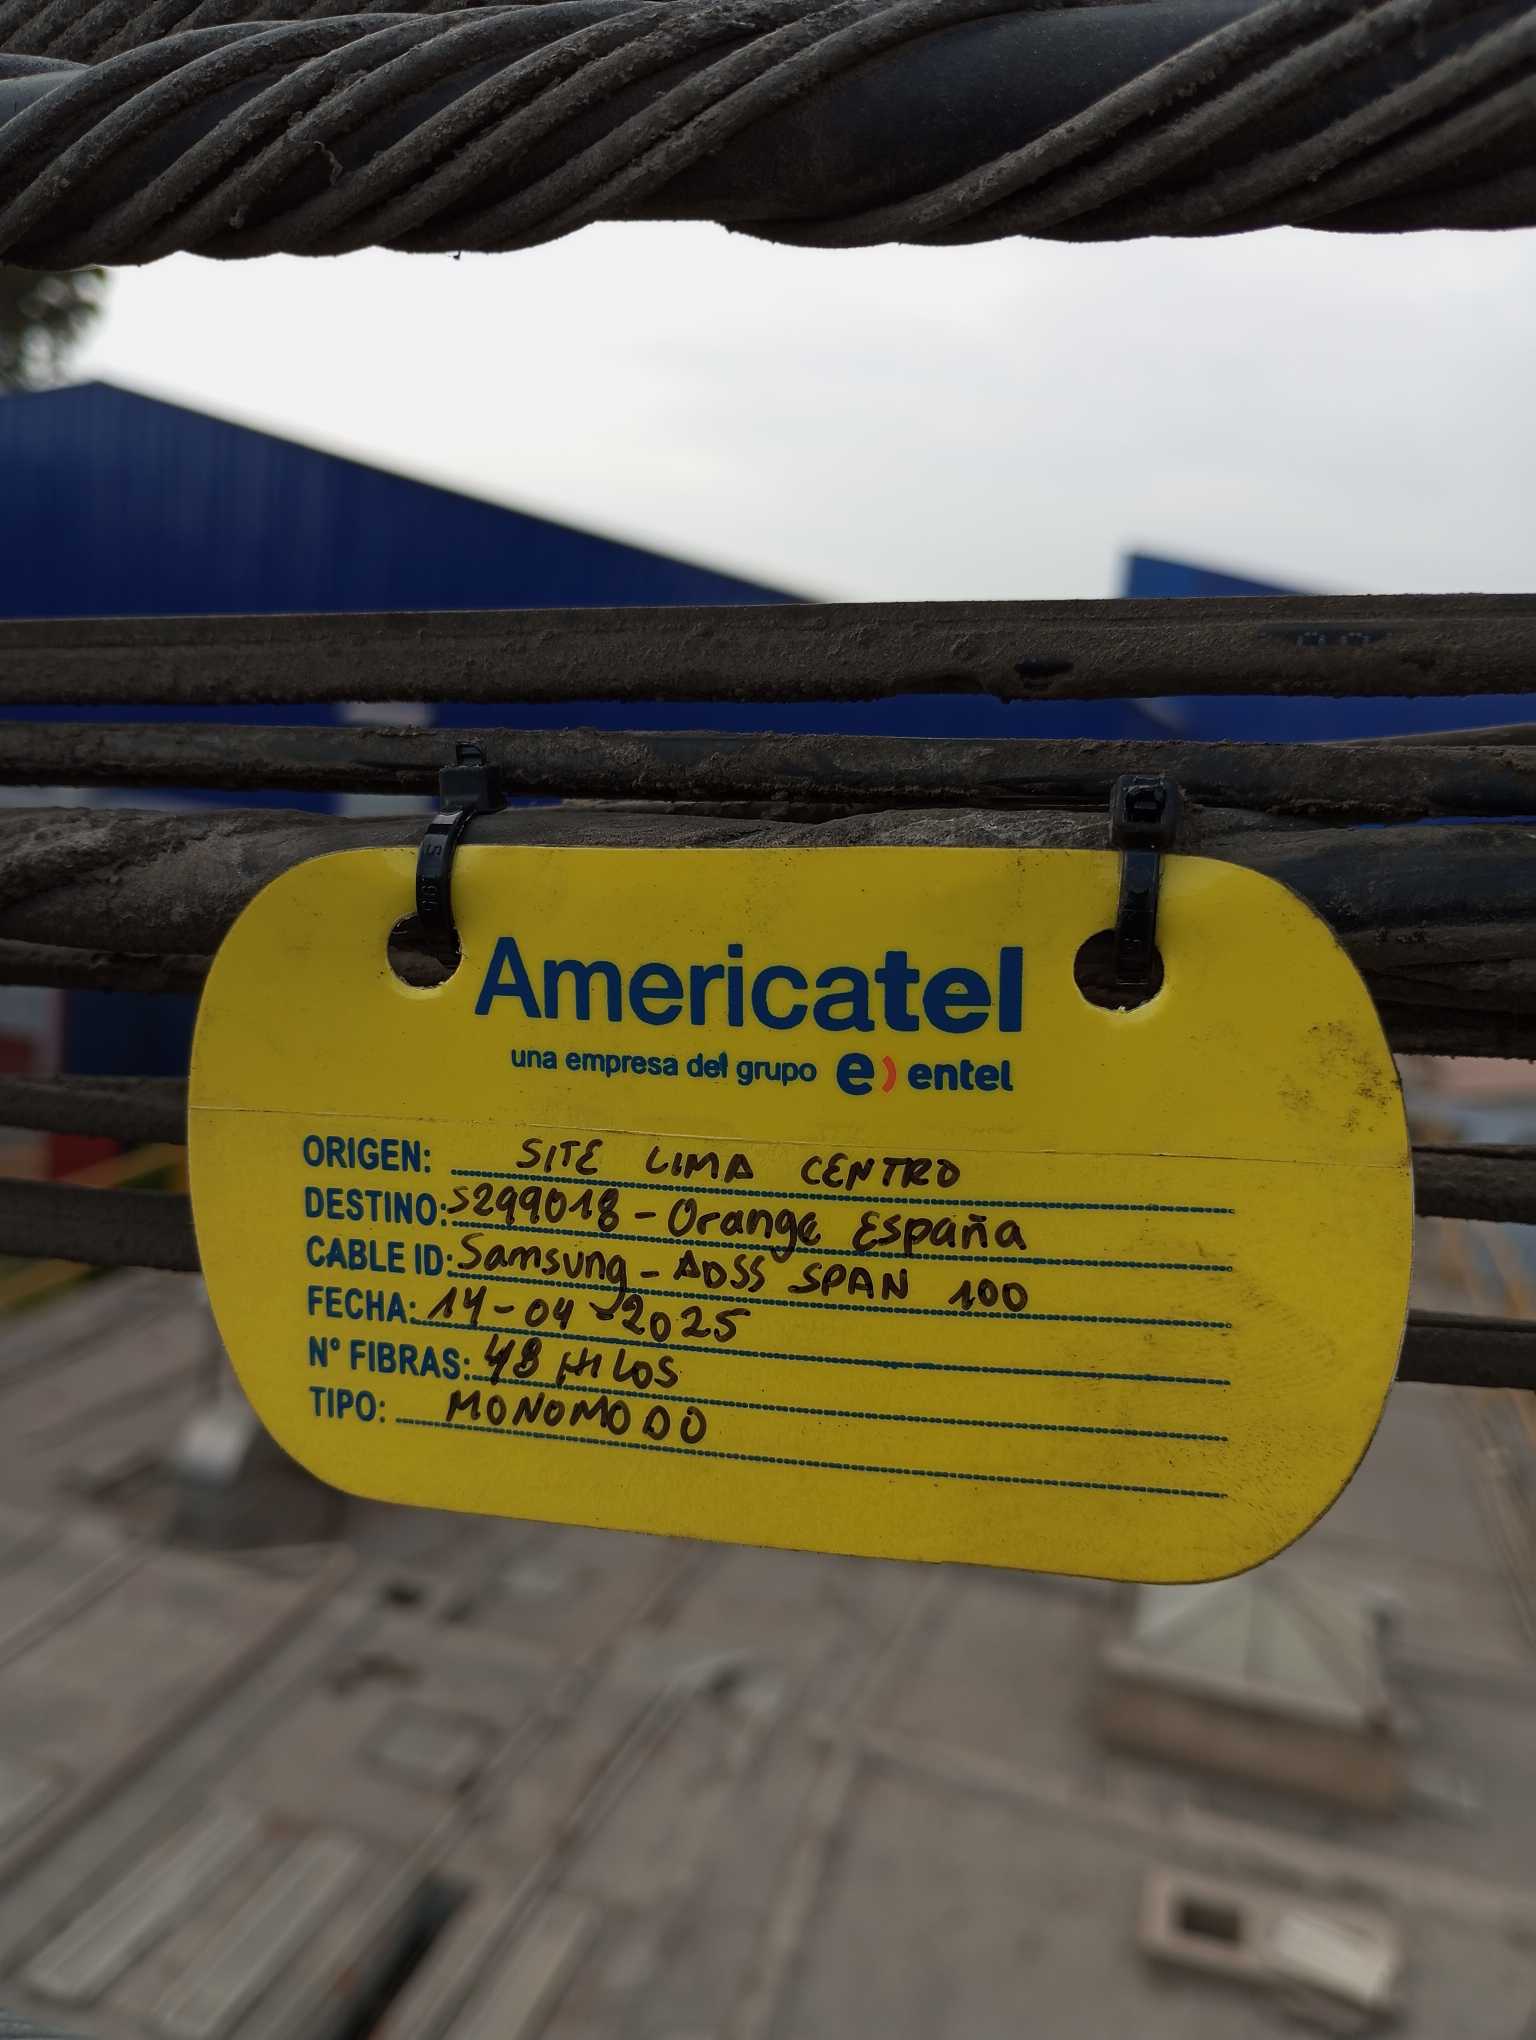 Americatel
una empresa del grupo e) entel
ORIGEN: SITE LIMA CENTRO
DESTINO: S299018 - Orange España
CABLE ID: Samsung - ADSS SPAN 100
FECHA: 14-04-2025
N° FIBRAS: 48 HILOS
TIPO: MONOMODO